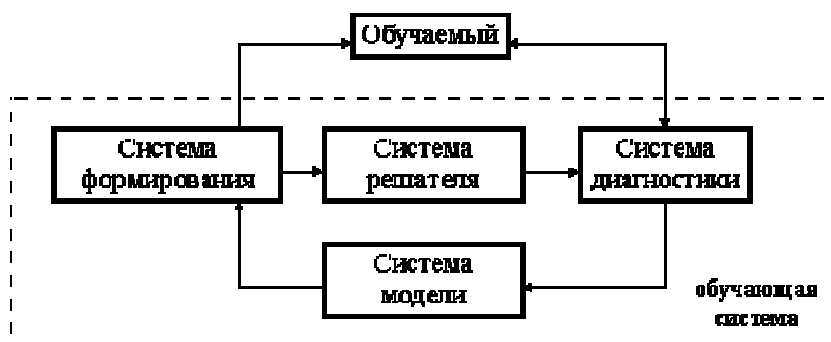 Обучаемый
Система
формирования
Система
решателя
Система
диагностики
Система
модели
обучающая
система